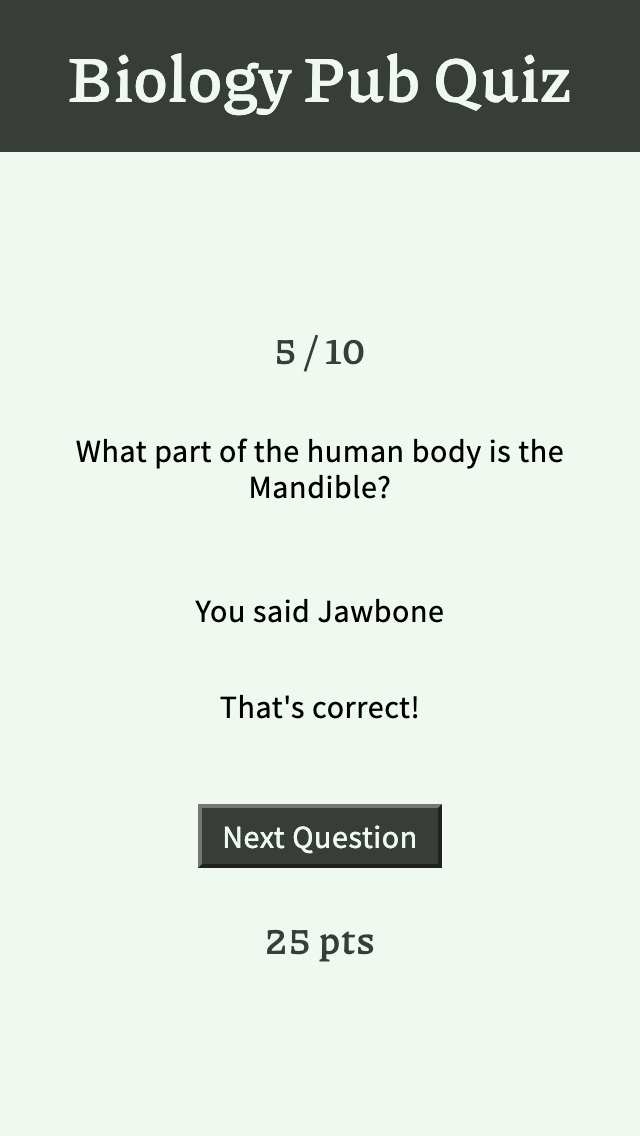 Biology Pub Quiz
5 / 10
What part of the human body is the
Mandible?
You said Jawbone
That's correct!
Next Question
25 pts